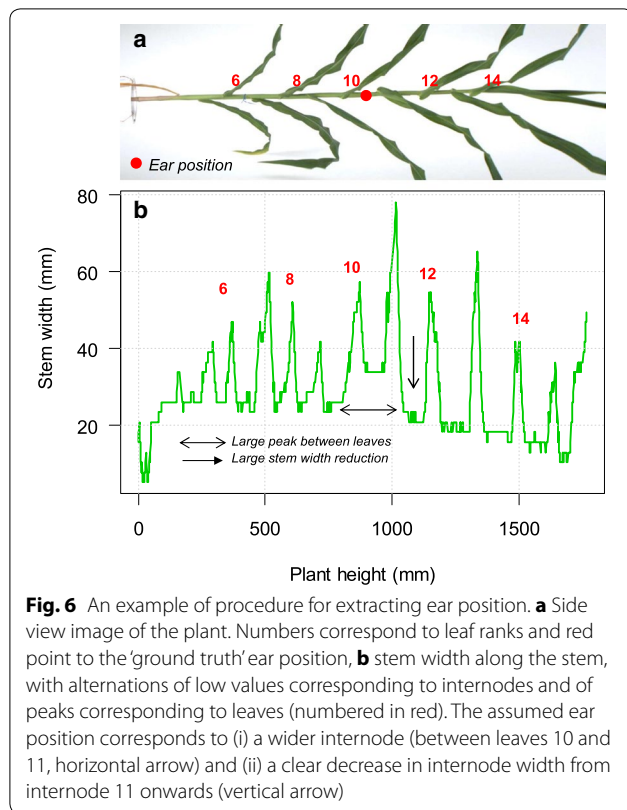 a
6 8 10 12 14
Ear position
b
80
60
40
20
Stem width (mm)
6 8 10 12 14
Large peak between leaves
Large stem width reduction
0 500 1000 1500
Plant height (mm)
Fig. 6 An example of procedure for extracting ear position. a Side
view image of the plant. Numbers correspond to leaf ranks and red
point to the ‘ground truth’ ear position, b stem width along the stem,
with alternations of low values corresponding to internodes and of
peaks corresponding to leaves (numbered in red). The assumed ear
position corresponds to (i) a wider internode (between leaves 10 and
11, horizontal arrow) and (ii) a clear decrease in internode width from
internode 11 onwards (vertical arrow)